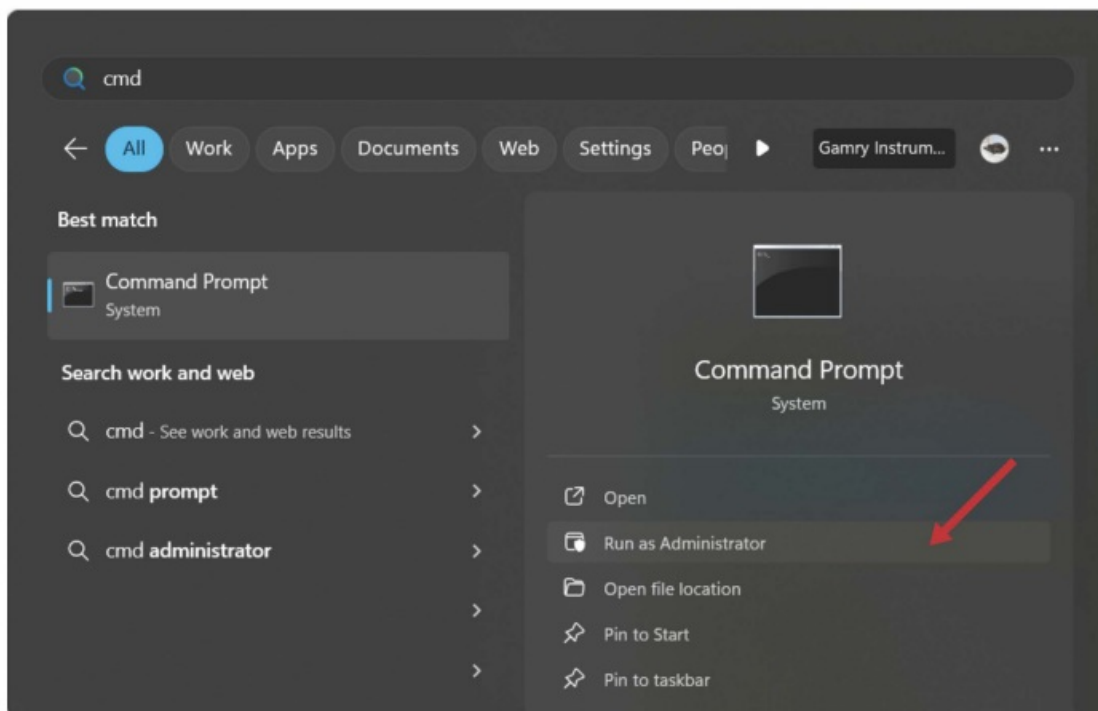 cmd
All Work Apps Documents Web Settings Peo Gamry Instrum... ...
Best match
Command Prompt
System
Search work and web
cmd - See work and web results
cmd prompt
cmd administrator
Command Prompt
System
Open
Run as Administrator
Open file location
Pin to Start
Pin to taskbar